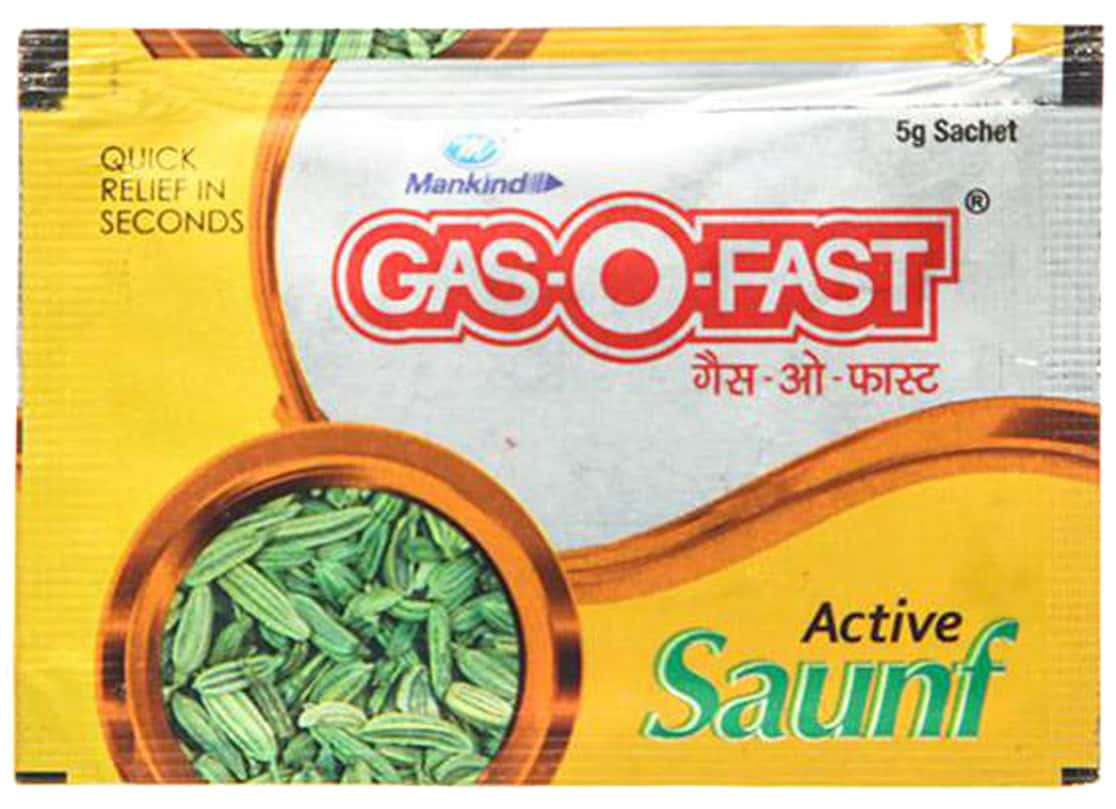 5g Sachet
QUICK
RELIEF IN
SECONDS
Mankind
GAS-O-FAST®
गैस-ओ-फास्ट
Active
Saunf